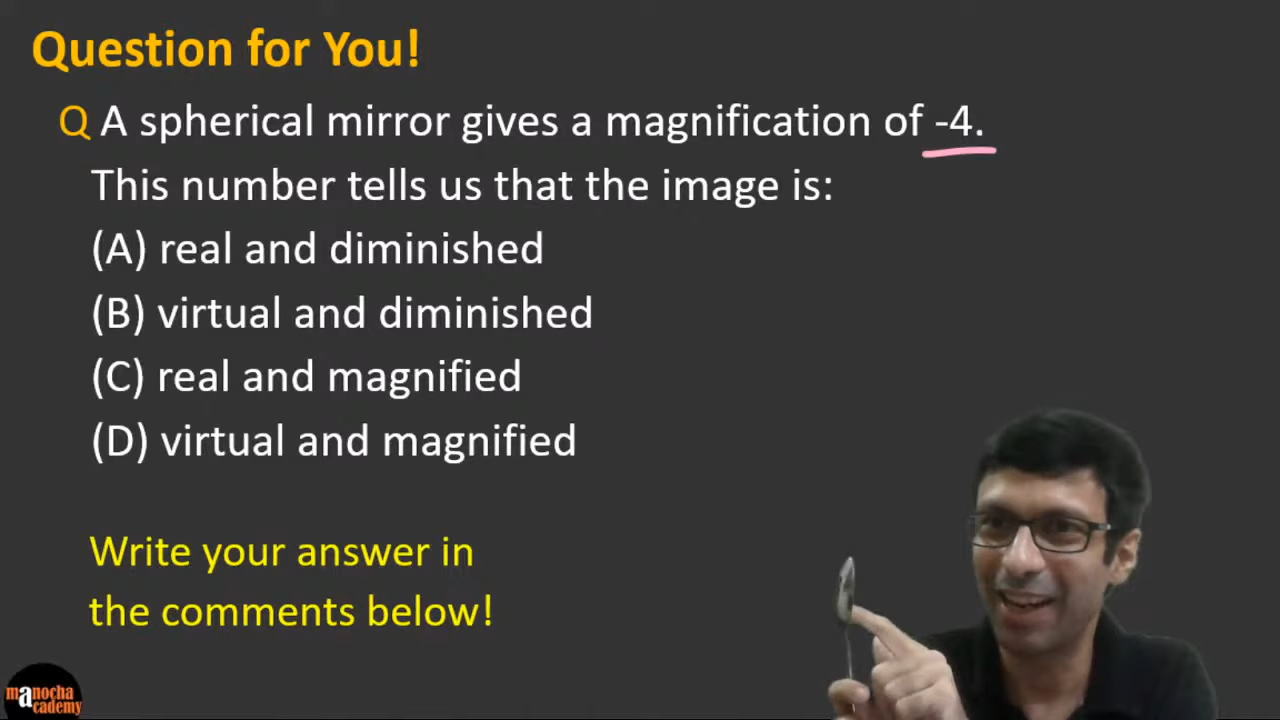 Question for You!
Q A spherical mirror gives a magnification of -4.
This number tells us that the image is:
(A) real and diminished
(B) virtual and diminished
(C) real and magnified
(D) virtual and magnified
Write your answer in
the comments below!
manocha
academy